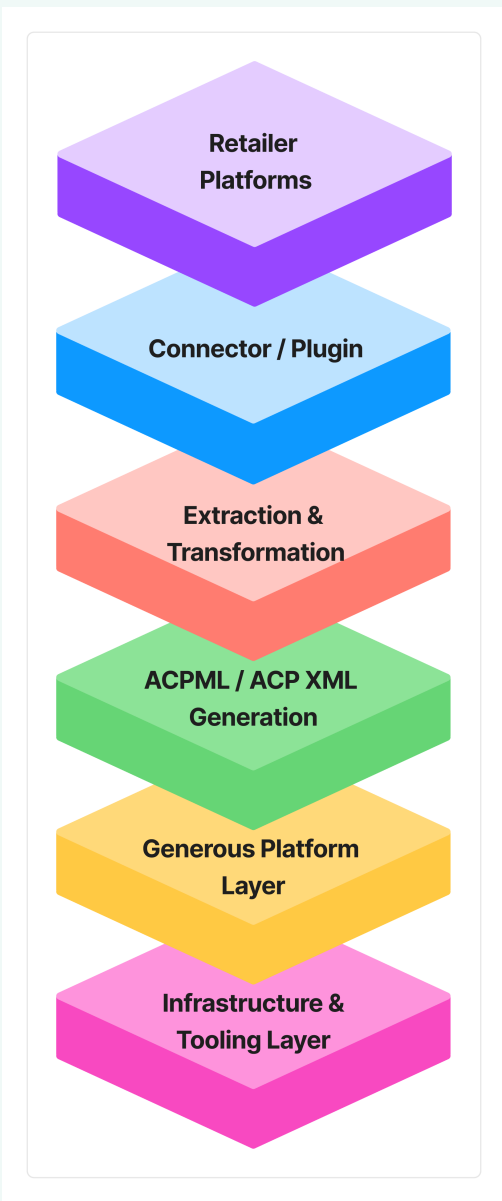 Retailer
Platforms
Connector / Plugin
Extraction &
Transformation
ACPML / ACP XML
Generation
Generous Platform
Layer
Infrastructure &
Tooling Layer